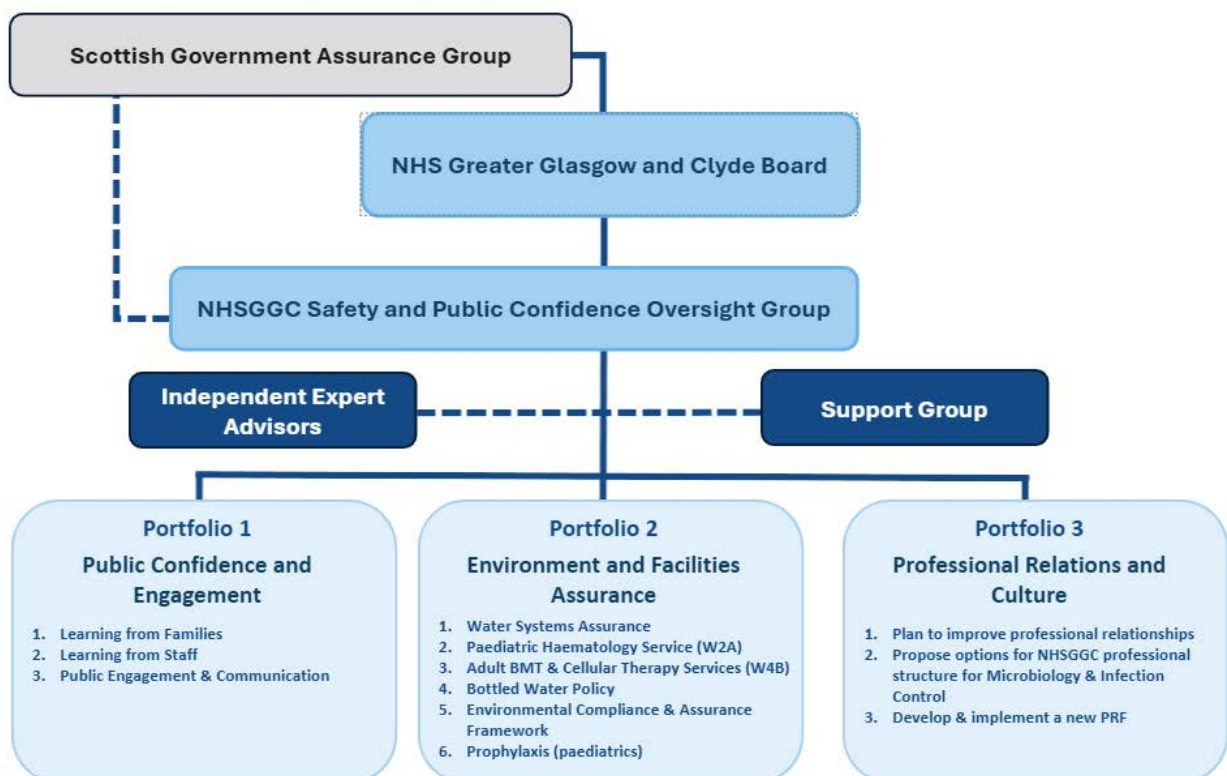 Scottish Government Assurance Group
NHS Greater Glasgow and Clyde Board
NHSGGC Safety and Public Confidence Oversight Group
Independent Expert
Advisors
Support Group
Portfolio 1
Public Confidence and
Engagement
1. Learning from Families
2. Learning from Staff
3. Public Engagement & Communication
Portfolio 2
Environment and Facilities
Assurance
1. Water Systems Assurance
2. Paediatric Haematology Service (W2A)
3. Adult BMT & Cellular Therapy Services (W4B)
4. Bottled Water Policy
5. Environmental Compliance & Assurance
Framework
6. Prophylaxis (paediatrics)
Portfolio 3
Professional Relations and
Culture
1. Plan to improve professional relationships
2. Propose options for NHSGGC professional
structure for Microbiology & Infection
Control
3. Develop & implement a new PRF